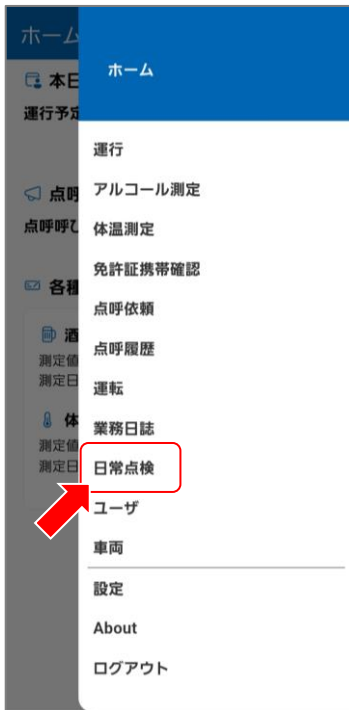 ホーム
ホーム
本日
運行予定
点呼
点呼呼び
各種
酒
測定値
測定日
体
測定値
測定日
運行
アルコール測定
体温測定
免許証携帯確認
点呼依頼
点呼履歴
運転
業務日誌
日常点検
ユーザ
車両
設定
About
ログアウト